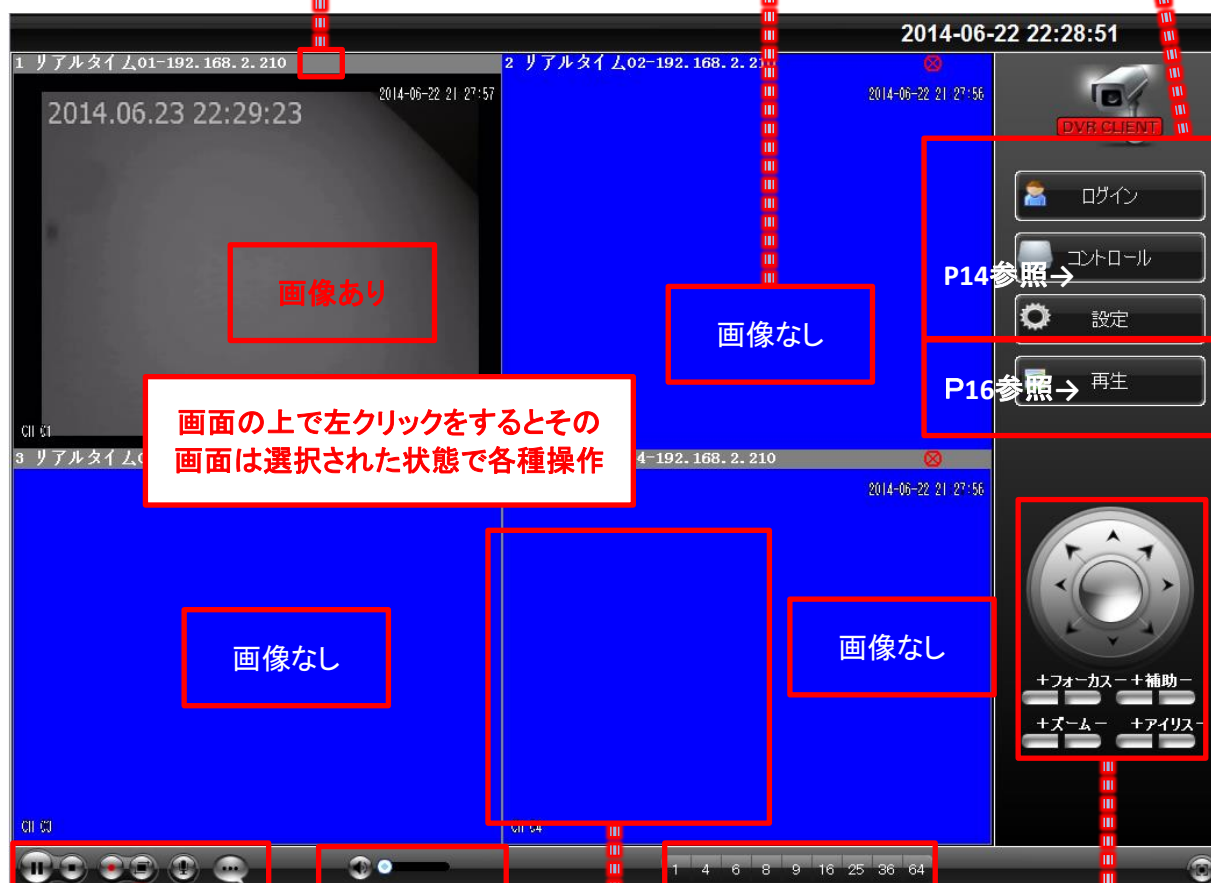 2014-06-22 22:28:51
1 リアルタイム01-192.168.2.210
2 リアルタイム02-192.168.2.210
2014-06-22 21 27:57
2014.06.23 22:29:23
2014-06-22 21 27:56
DVR CLIENT
ログイン
コントロール
P14参照→
設定
P16参照→
再生
画像あり
画像なし
画面の上で左クリックをするとその
画面は選択された状態で各種操作
3 リアルタイム
4-192.168.2.210
2014-06-22 21 27:56
画像なし
画像なし
+フォーカスー+補助ー
+ズームー +アイリスー
1 4 6 8 9 16 25 36 64